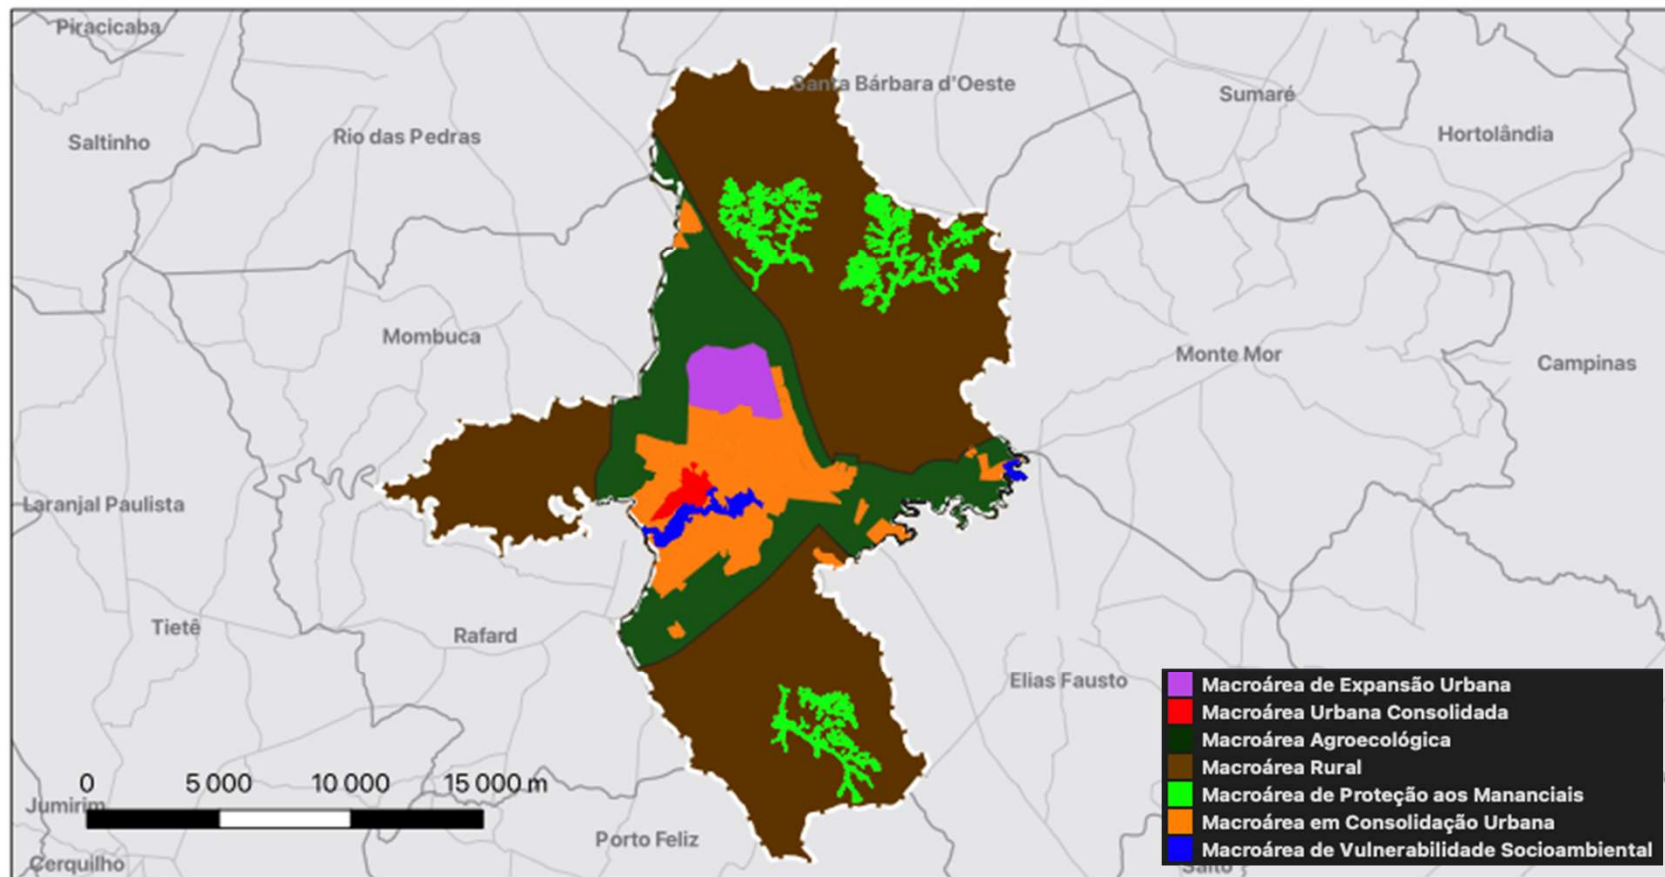 Piracicaba
Santa Bárbara d'Oeste
Sumaré
Hortolândia
Saltinho
Rio das Pedras
Mombuca
Monte Mor
Campinas
Laranjal Paulista
Tietê
Rafard
Elias Fausto
Macroárea de Expansão Urbana
Macroárea Urbana Consolidada
Macroárea Agroecológica
Macroárea Rural
Macroárea de Proteção aos Mananciais
Macroárea em Consolidação Urbana
Macroárea de Vulnerabilidade Socioambiental
0 5 000 10 000 15 000 m
Jumirim
Porto Feliz
Cerquilho
Salto